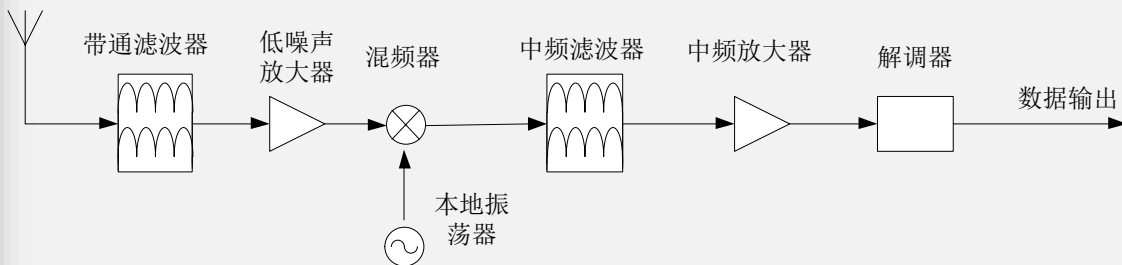 带通滤波器
低噪声
放大器
混频器
中频滤波器
中频放大器
解调器
数据输出
本地振
荡器